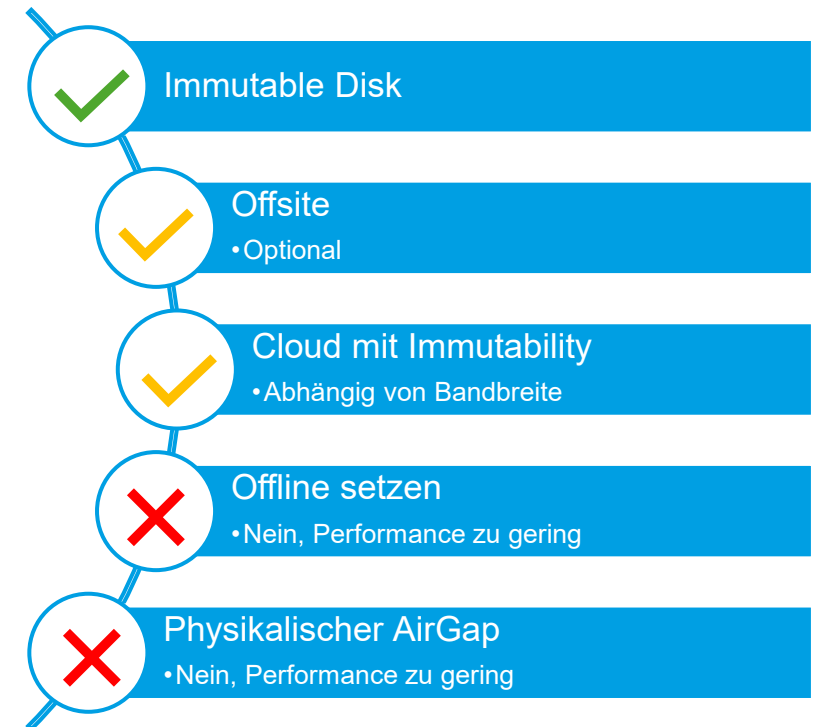 Immutable Disk
Offsite
•Optional
Cloud mit Immutability
•Abhängig von Bandbreite
Offline setzen
•Nein, Performance zu gering
Physikalischer AirGap
•Nein, Performance zu gering